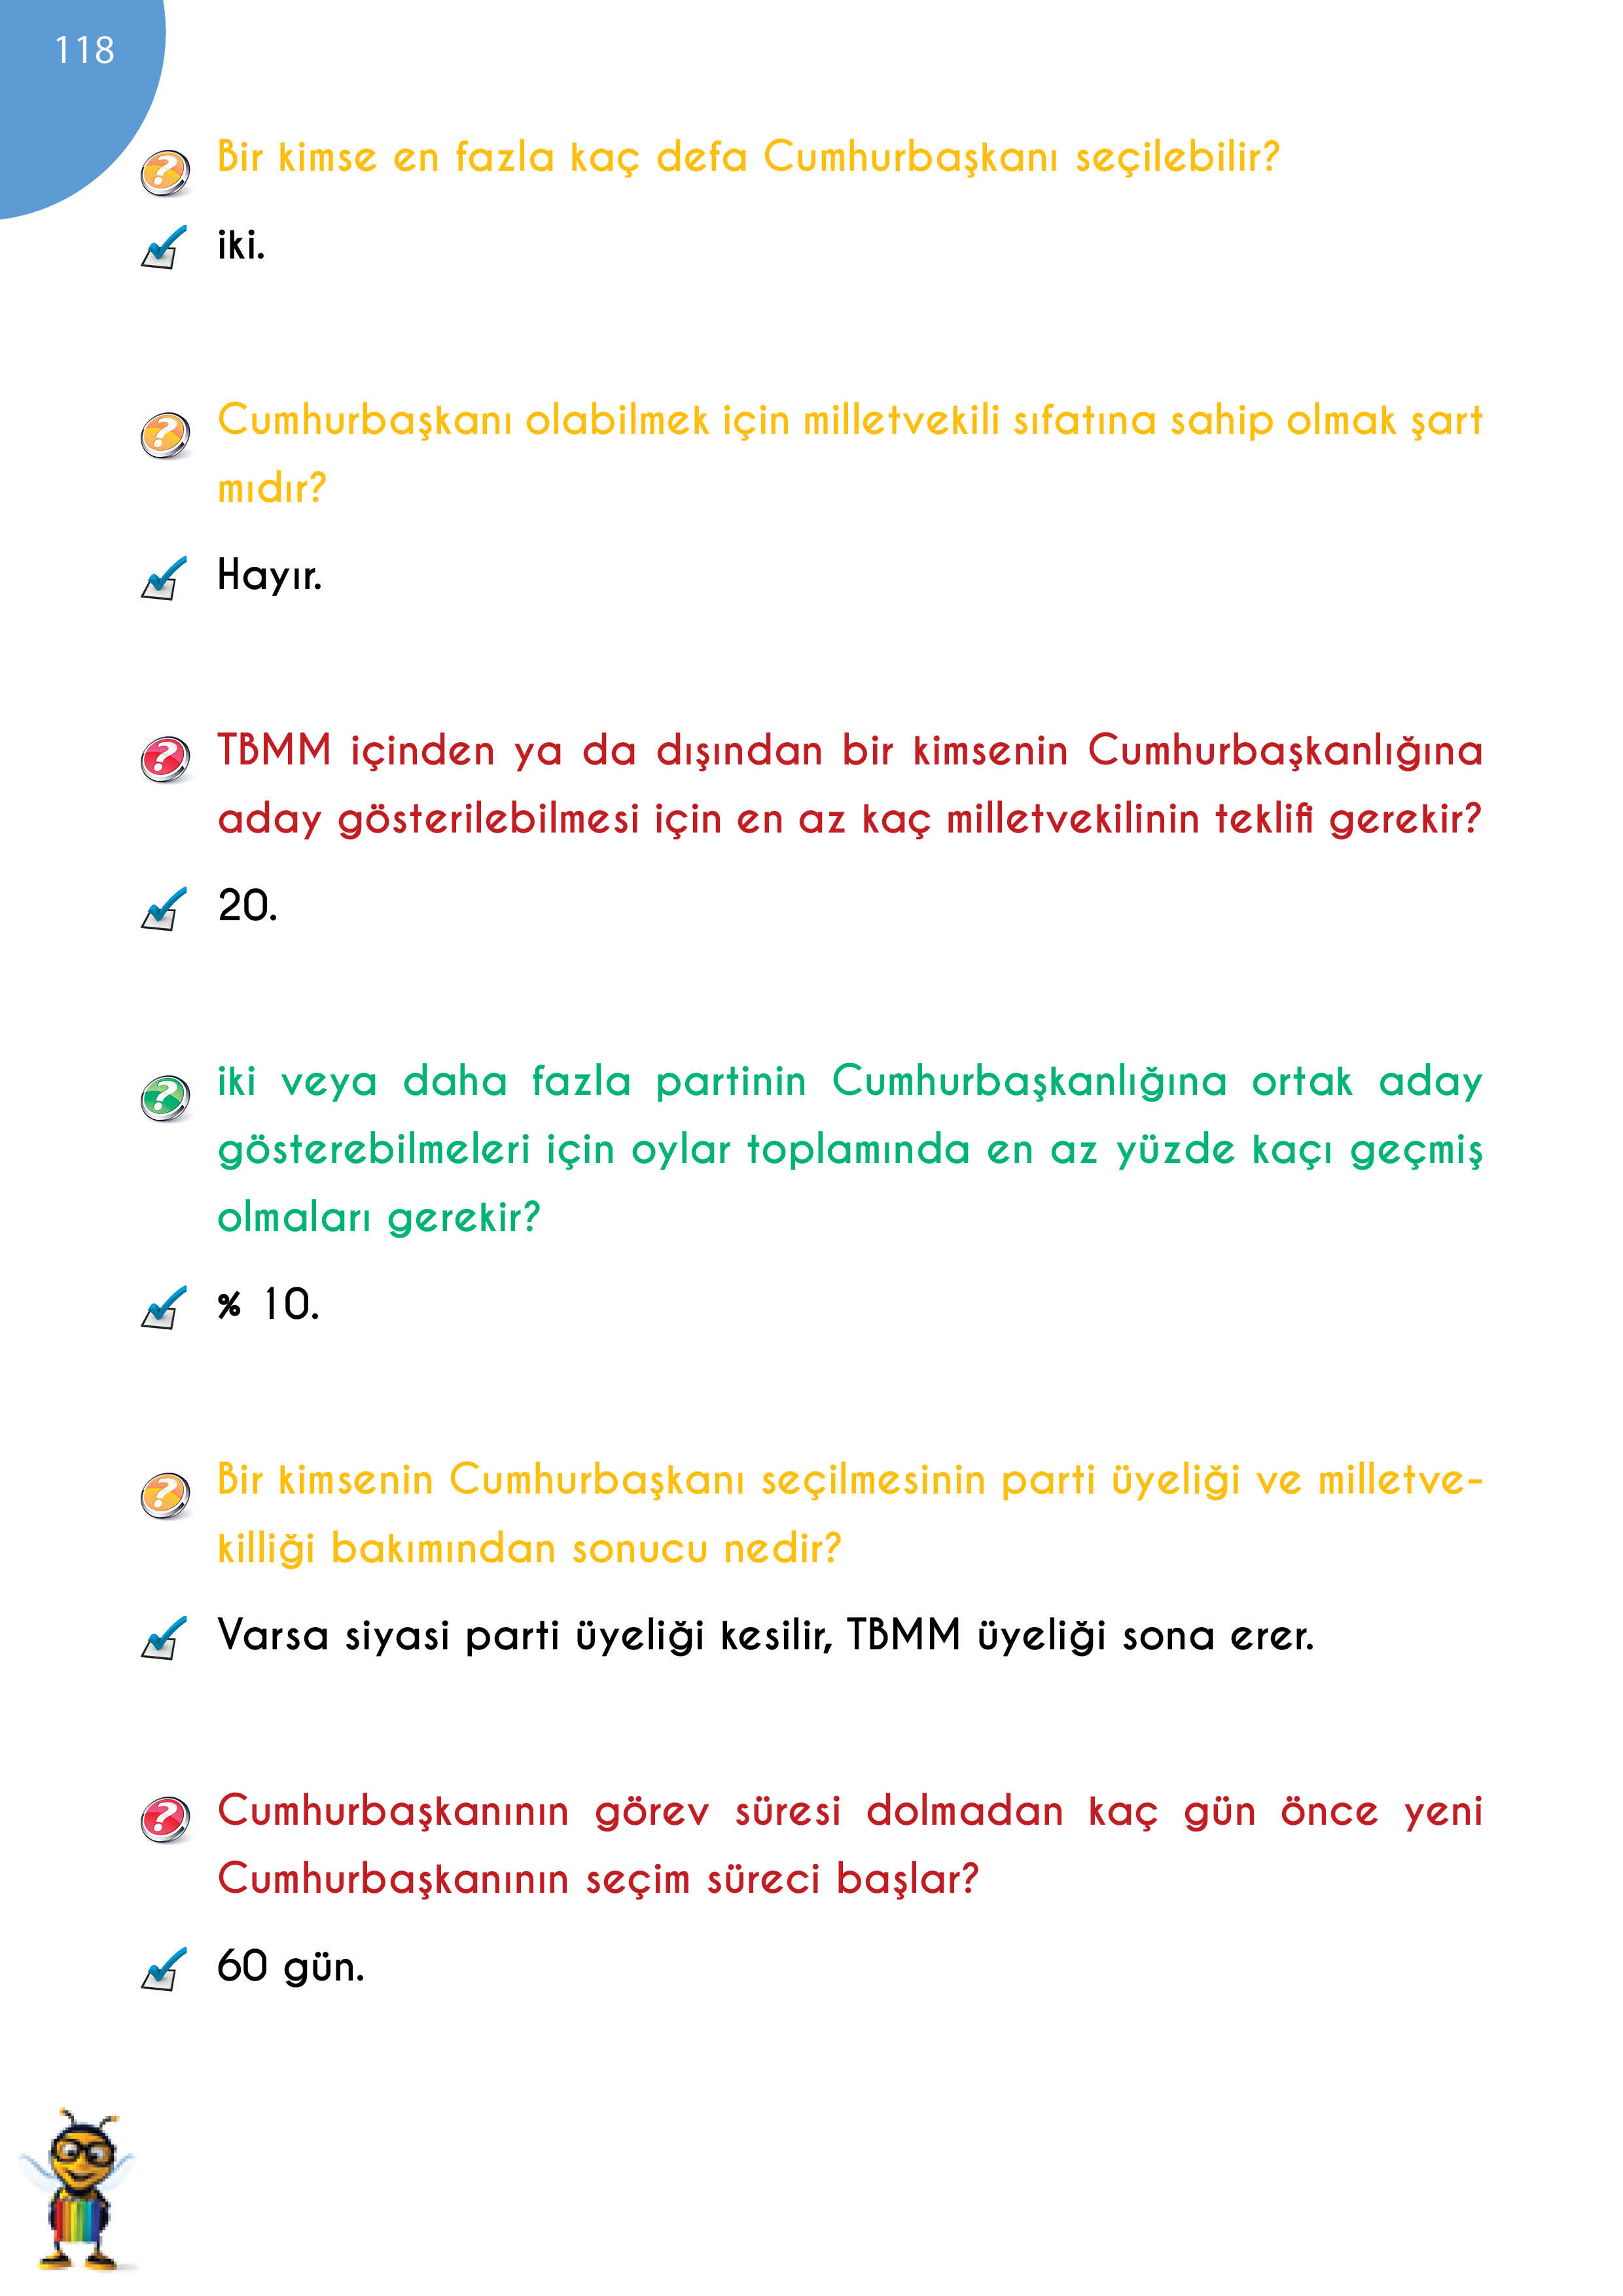 118
Bir kimse en fazla kaç defa Cumhurbaşkanı seçilebilir?
iki.
Cumhurbaşkanı olabilmek için milletvekili sıfatına sahip olmak şart
mıdır?
Hayır.
TBMM içinden ya da dışından bir kimsenin Cumhurbaşkanlığına
aday gösterilebilmesi için en az kaç milletvekilinin teklifi gerekir?
20.
iki veya daha fazla partinin Cumhurbaşkanlığına ortak aday
gösterebilmeleri için oylar toplamında en az yüzde kaçı geçmiş
olmaları gerekir?
% 10.
Bir kimsenin Cumhurbaşkanı seçilmesinin parti üyeliği ve milletve-
killiği bakımından sonucu nedir?
Varsa siyasi parti üyeliği kesilir, TBMM üyeliği sona erer.
Cumhurbaşkanının görev süresi dolmadan kaç gün önce yeni
Cumhurbaşkanının seçim süreci başlar?
60 gün.